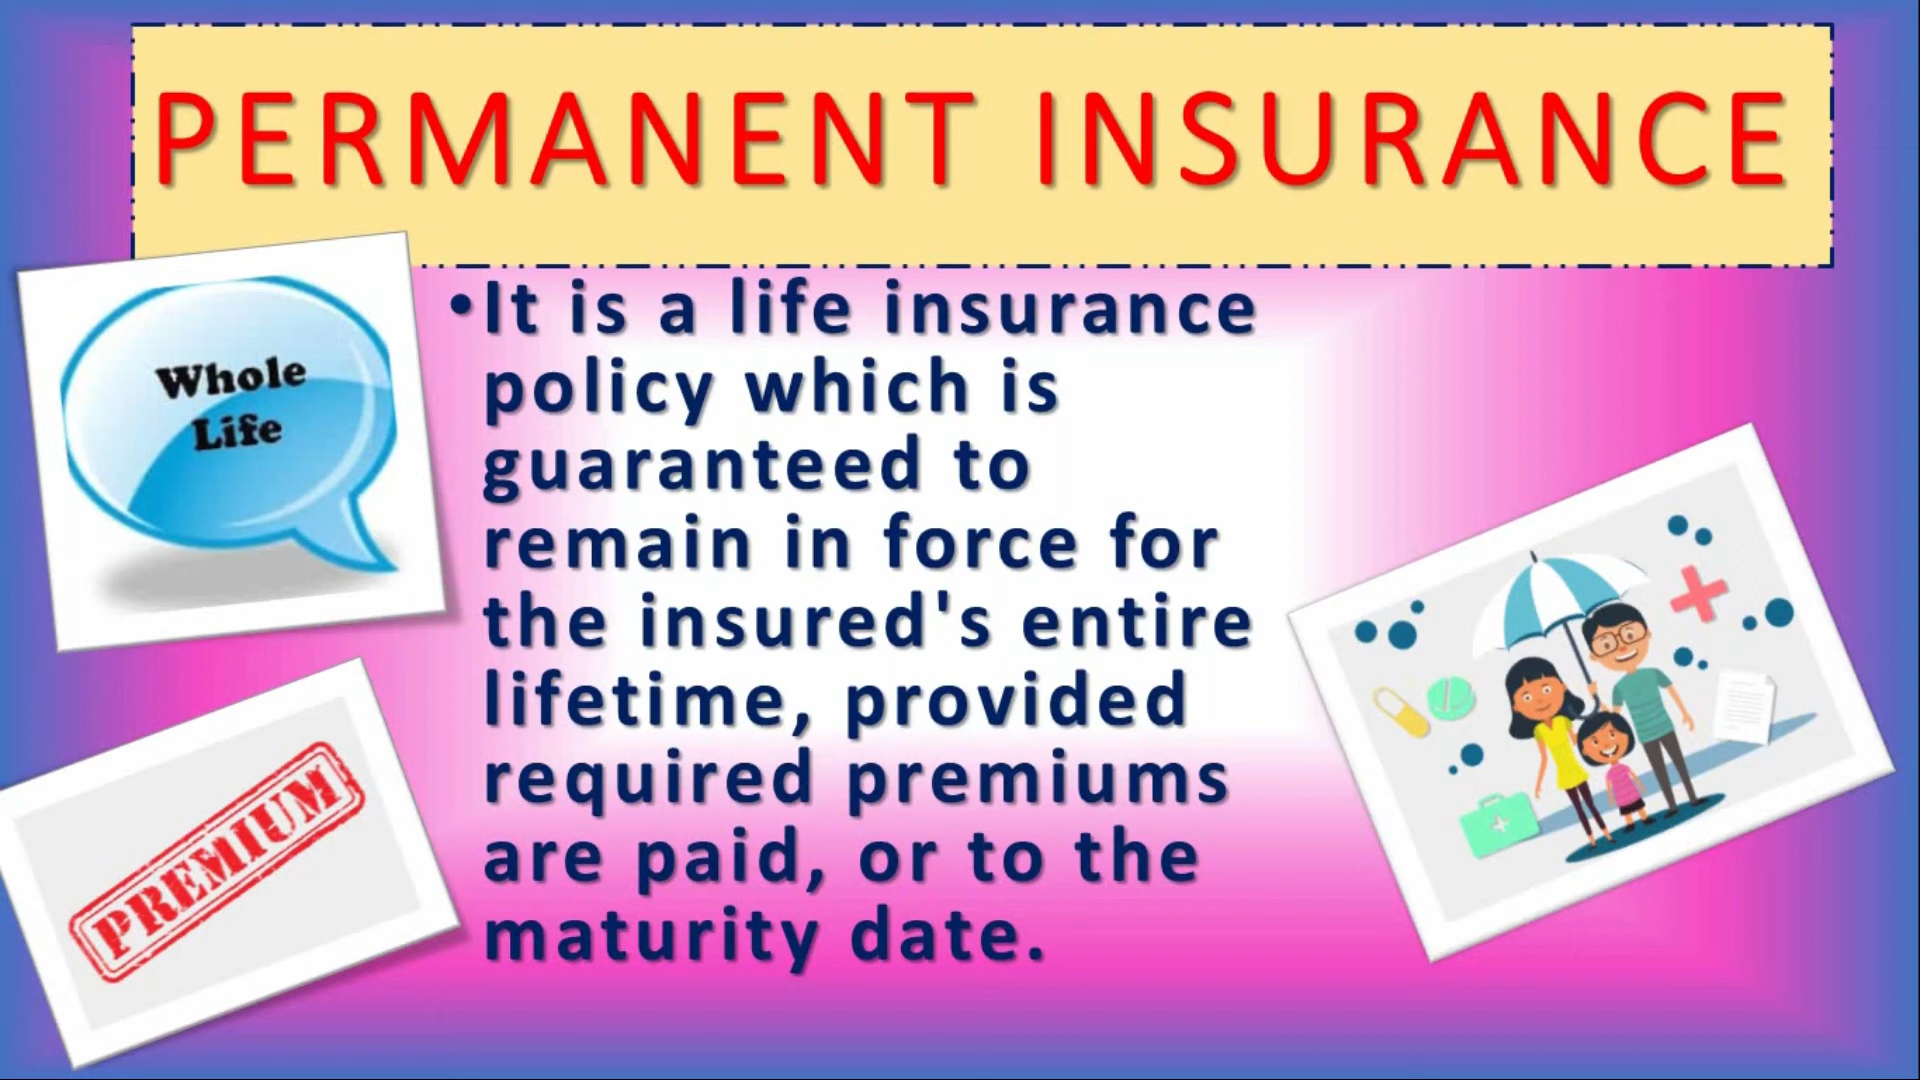 PERMANENT INSURANCE
Whole
Life
•It is a life insurance
policy which is
guaranteed to
remain in force for
the insured's entire
lifetime, provided
required premiums
are paid, or to the
maturity date.
PREMIUM